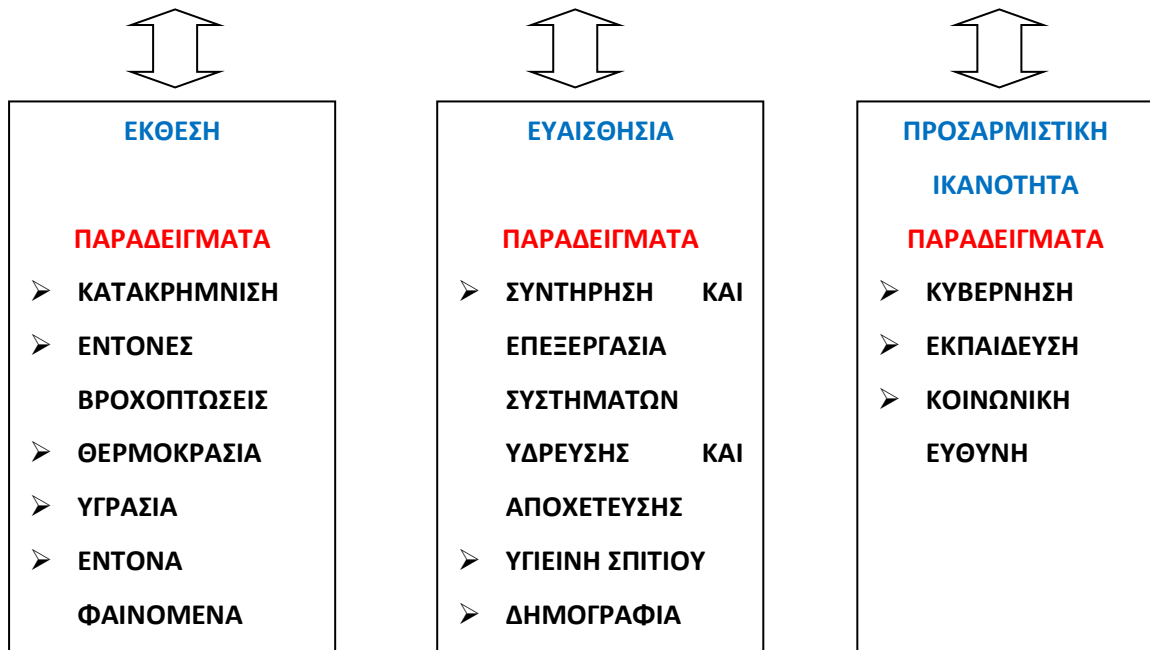 ΕΚΘΕΣΗ
ΠΑΡΑΔΕΙΓΜΑΤΑ
➢ ΚΑΤΑΚΡΗΜΝΙΣΗ
➢ ΕΝΤΟΝΕΣ
ΒΡΟΧΟΠΤΩΣΕΙΣ
➢ ΘΕΡΜΟΚΡΑΣΙΑ
➢ ΥΓΡΑΣΙΑ
➢ ΕΝΤΟΝΑ
ΦΑΙΝΟΜΕΝΑ
ΕΥΑΙΣΘΗΣΙΑ
ΠΑΡΑΔΕΙΓΜΑΤΑ
➢ ΣΥΝΤΗΡΗΣΗ ΚΑΙ
ΕΠΕΞΕΡΓΑΣΙΑ
ΣΥΣΤΗΜΑΤΩΝ
ΥΔΡΕΥΣΗΣ ΚΑΙ
ΑΠΟΧΕΤΕΥΣΗΣ
➢ ΥΓΙΕΙΝΗ ΣΠΙΤΙΟΥ
➢ ΔΗΜΟΓΡΑΦΙΑ
ΠΡΟΣΑΡΜΙΣΤΙΚΗ
ΙΚΑΝΟΤΗΤΑ
ΠΑΡΑΔΕΙΓΜΑΤΑ
➢ ΚΥΒΕΡΝΗΣΗ
➢ ΕΚΠΑΙΔΕΥΣΗ
➢ ΚΟΙΝΩΝΙΚΗ
ΕΥΘΥΝΗ